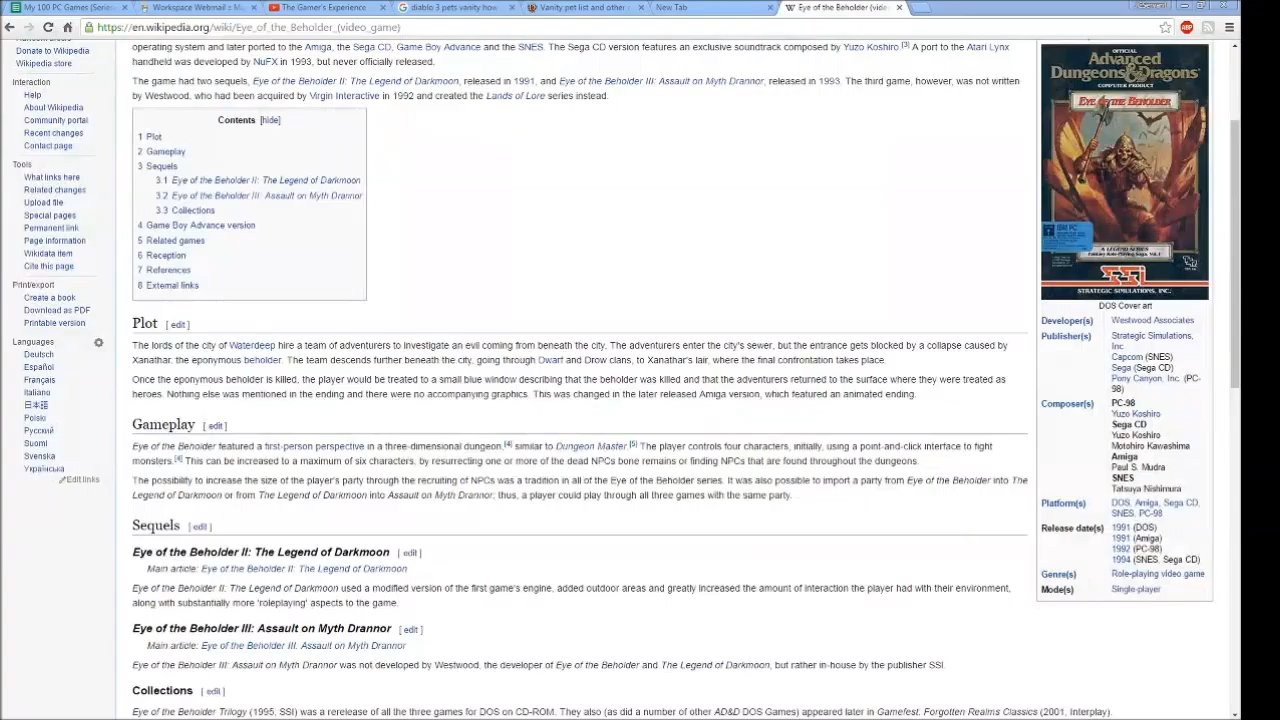 My 100 PC Games (Series
Workspace Webmail :: M
The Gamer's Experience
diablo 3 pets vanity how
Vanity pet list and other
New Tab
Eye of the Beholder (vide
https://en.wikipedia.org/wiki/Eye_of_the_Beholder_(video_game)
Donate to Wikipedia
Wikipedia store
Interaction
Help
About Wikipedia
Community portal
Recent changes
Contact page
Tools
What links here
Related changes
Upload file
Special pages
Permanent link
Page information
Wikidata item
Cite this page
Print/export
Create a book
Download as PDF
Printable version
Languages
Deutsch
Español
Français
Italiano
日本語
Polski
Русский
Suomi
Svenska
Українська
Edit links
operating system and later ported to the Amiga, the Sega CD, Game Boy Advance and the SNES. The Sega CD version features an exclusive soundtrack composed by Yuzo Koshiro.[3] A port to the Atari Lynx
handheld was developed by NuFX in 1993, but never officially released.
The game had two sequels, Eye of the Beholder II: The Legend of Darkmoon, released in 1991, and Eye of the Beholder III: Assault on Myth Drannor, released in 1993. The third game, however, was not written
by Westwood, who had been acquired by Virgin Interactive in 1992 and created the Lands of Lore series instead.
Contents [hide]
1 Plot
2 Gameplay
3 Sequels
3.1 Eye of the Beholder II: The Legend of Darkmoon
3.2 Eye of the Beholder III: Assault on Myth Drannor
3.3 Collections
4 Game Boy Advance version
5 Related games
6 Reception
7 References
8 External links
Plot [ edit ]
The lords of the city of Waterdeep hire a team of adventurers to investigate an evil coming from beneath the city. The adventurers enter the city's sewer, but the entrance gets blocked by a collapse caused by
Xanathar, the eponymous beholder. The team descends further beneath the city, going through Dwarf and Drow clans, to Xanathar's lair, where the final confrontation takes place.
Once the eponymous beholder is killed, the player would be treated to a small blue window describing that the beholder was killed and that the adventurers returned to the surface where they were treated as
heroes. Nothing else was mentioned in the ending and there were no accompanying graphics. This was changed in the later released Amiga version, which featured an animated ending.
Gameplay [ edit ]
Eye of the Beholder featured a first-person perspective in a three-dimensional dungeon,[4] similar to Dungeon Master.[5] The player controls four characters, initially, using a point-and-click interface to fight
monsters.[4] This can be increased to a maximum of six characters, by resurrecting one or more of the dead NPCs bone remains or finding NPCs that are found throughout the dungeons.
The possibility to increase the size of the player's party through the recruiting of NPCs was a tradition in all of the Eye of the Beholder series. It was also possible to import a party from Eye of the Beholder into The
Legend of Darkmoon or from The Legend of Darkmoon into Assault on Myth Drannor; thus, a player could play through all three games with the same party.
Sequels [ edit ]
Eye of the Beholder II: The Legend of Darkmoon [ edit ]
Main article: Eye of the Beholder II: The Legend of Darkmoon
Eye of the Beholder II: The Legend of Darkmoon used a modified version of the first game's engine, added outdoor areas and greatly increased the amount of interaction the player had with their environment,
along with substantially more 'roleplaying' aspects to the game.
Eye of the Beholder III: Assault on Myth Drannor [ edit ]
Main article: Eye of the Beholder III: Assault on Myth Drannor
Eye of the Beholder III: Assault on Myth Drannor was not developed by Westwood, the developer of Eye of the Beholder and The Legend of Darkmoon, but rather in-house by the publisher SSI.
Collections [ edit ]
Eye of the Beholder Trilogy (1995, SSI) was a rerelease of all the three games for DOS on CD-ROM. They also (as did a number of other AD&D DOS Games) appeared later in Gamefest: Forgotten Realms Classics (2001, Interplay).
OFFICIAL
Advanced
Dungeons & Dragons
COMPUTER PRODUCT
EYE OF THE BEHOLDER
IBM PC
A LEGEND SERIES
Fantasy Role-Playing Saga, Vol. I
SSI
STRATEGIC SIMULATIONS, INC.
DOS Cover art
Developer(s) Westwood Associates
Publisher(s) Strategic Simulations,
Inc
Capcom (SNES)
Sega (Sega CD)
Pony Canyon, Inc. (PC-
98)
Composer(s) PC-98
Yuzo Koshiro
Sega CD
Yuzo Koshiro
Motohiro Kawashima
Amiga
Paul S. Mudra
SNES
Tatsuya Nishimura
Platform(s) DOS, Amiga, Sega CD,
SNES, PC-98
Release date(s) 1991 (DOS)
1991 (Amiga)
1992 (PC-98)
1994 (SNES, Sega CD)
Genre(s) Role-playing video game
Mode(s) Single-player